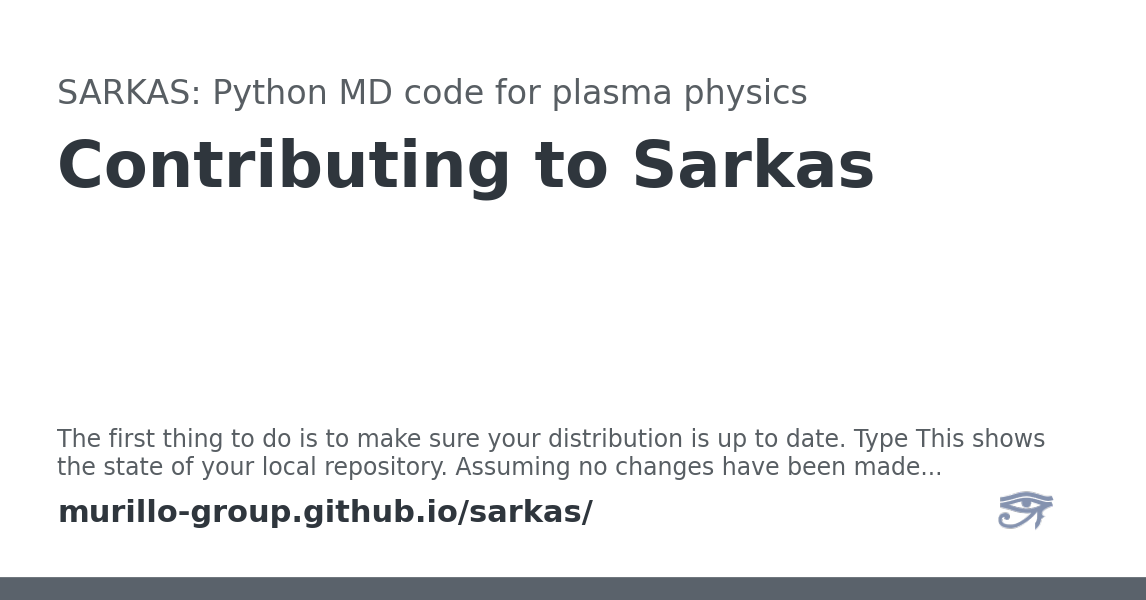 SARKAS: Python MD code for plasma physics
Contributing to Sarkas
The first thing to do is to make sure your distribution is up to date. Type This shows
the state of your local repository. Assuming no changes have been made...
murillo-group.github.io/sarkas/